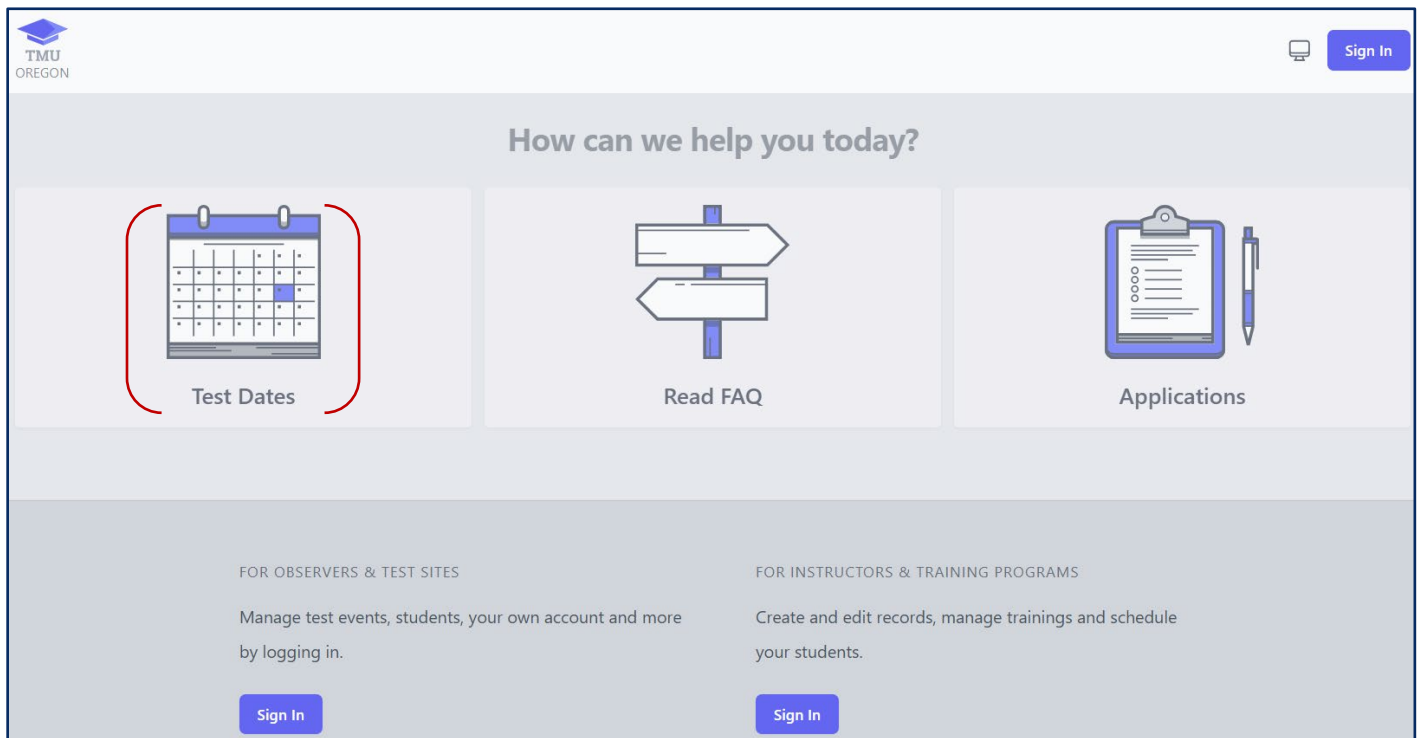 TMU
OREGON
Sign In
How can we help you today?
Test Dates
Read FAQ
Applications
FOR OBSERVERS & TEST SITES
Manage test events, students, your own account and more
by logging in.
Sign In
FOR INSTRUCTORS & TRAINING PROGRAMS
Create and edit records, manage trainings and schedule
your students.
Sign In